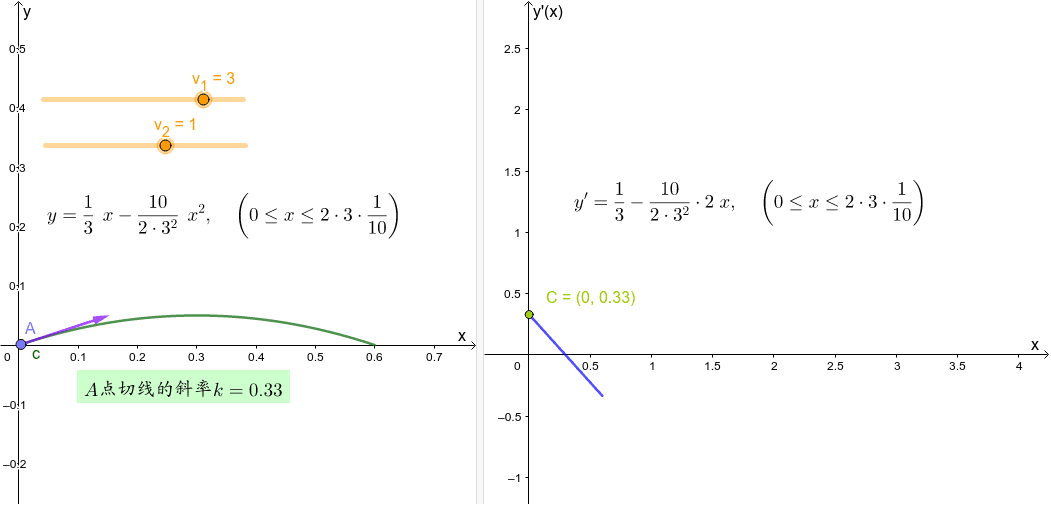 y
0.5
v₁ = 3
0.4
v₂ = 1
0.3
y = 1/3 x − 10/(2 · 3²) x², (0 ≤ x ≤ 2 · 3 · 1/10)
0.2
0.1
A
x
0 c 0.1 0.2 0.3 0.4 0.5 0.6 0.7
A点切线的斜率k = 0.33
–0.1
–0.2
y'(x)
2.5
2
1.5
y′ = 1/3 − 10/(2 · 3²) · 2 x, (0 ≤ x ≤ 2 · 3 · 1/10)
1
0.5
C = (0, 0.33)
x
0 0.5 1 1.5 2 2.5 3 3.5 4
–0.5
–1